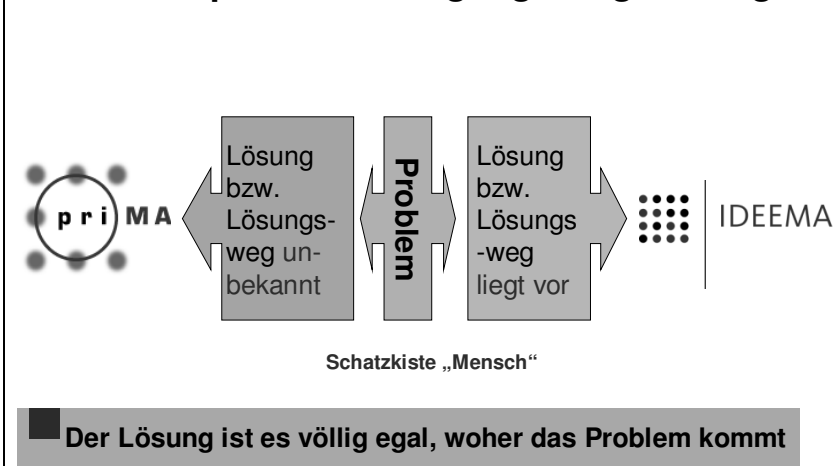 pri MA
Lösung
bzw.
Lösungs-
weg un-
bekannt
Problem
Lösung
bzw.
Lösungs
-weg
liegt vor
IDEEMA
Schatzkiste „Mensch“
Der Lösung ist es völlig egal, woher das Problem kommt